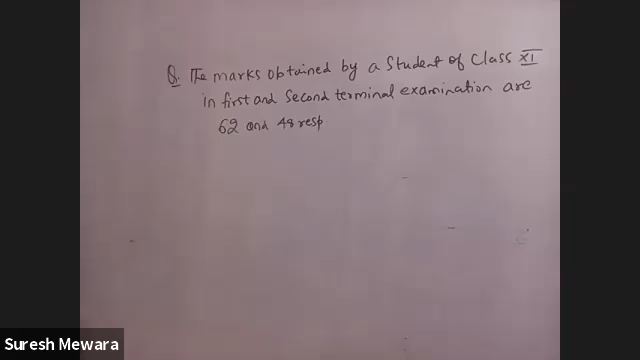 Q. The marks obtained by a student of Class XI
in first and second terminal examination are
62 and 48 resp
Suresh Mewara